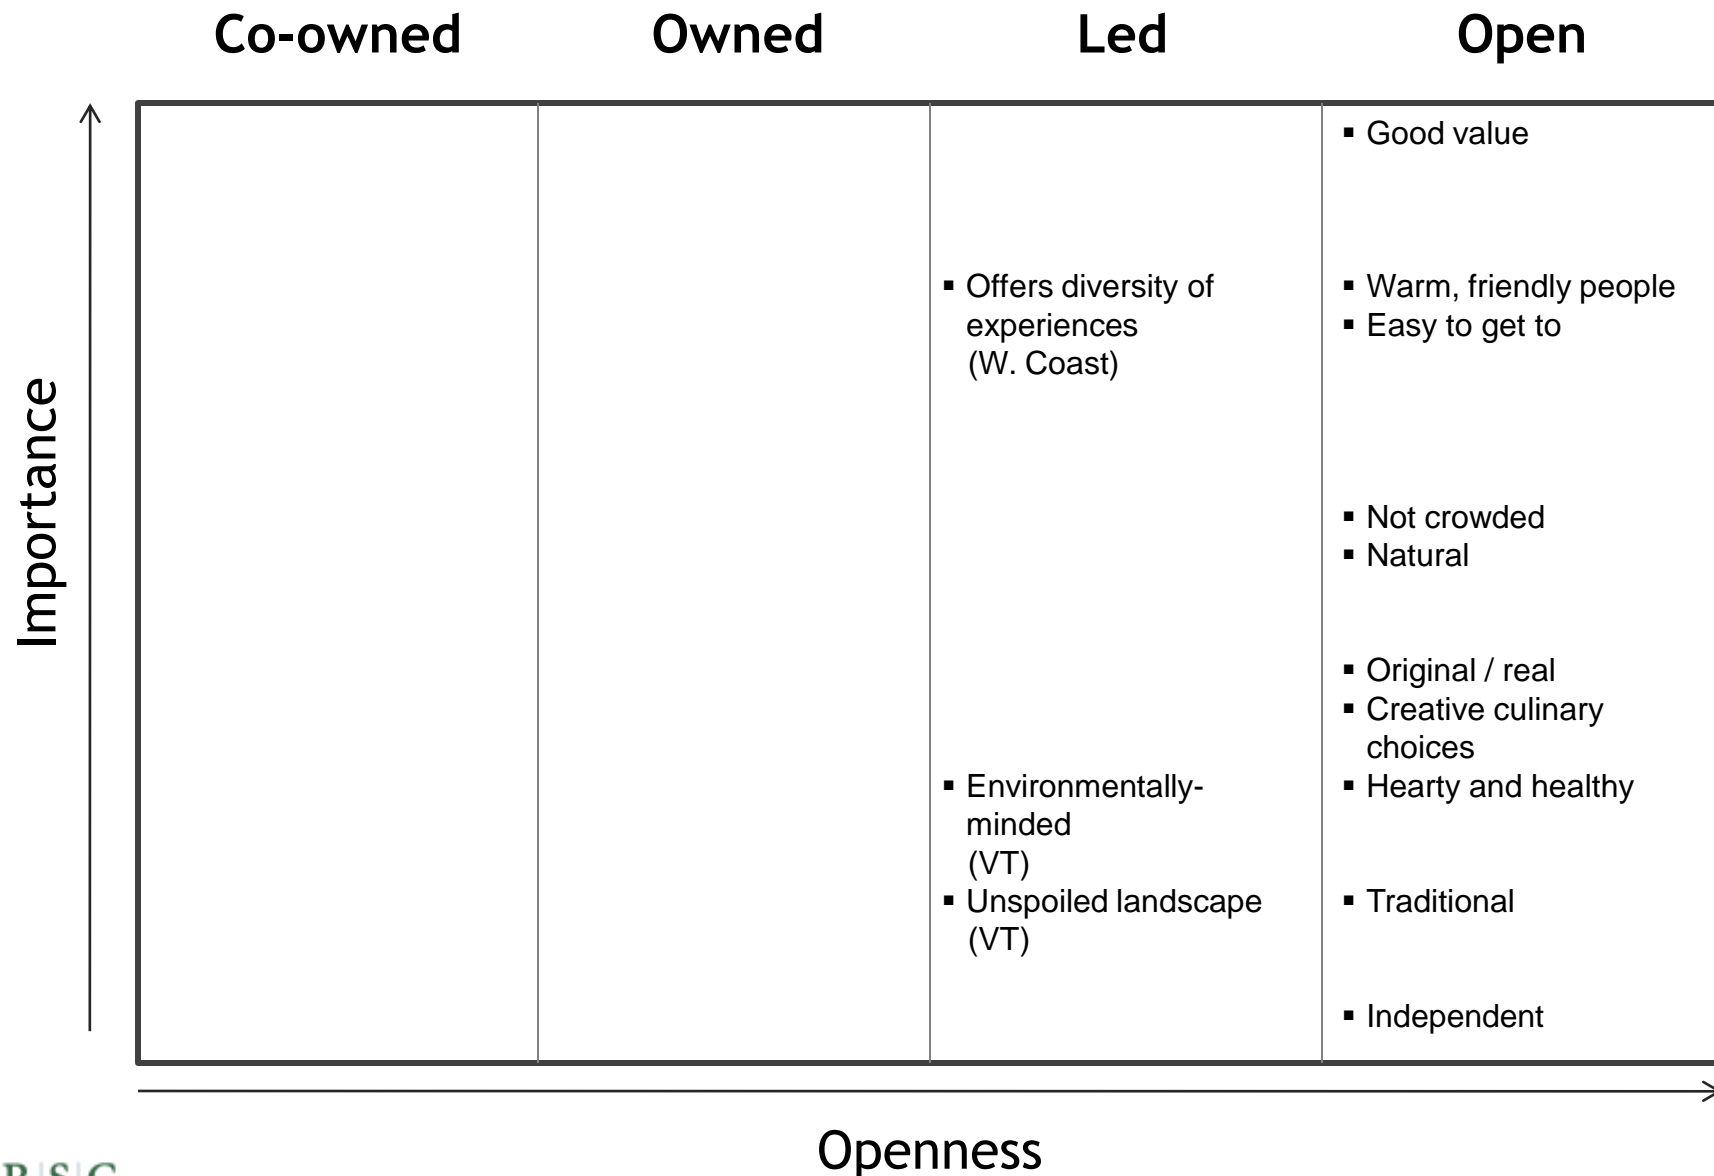 Co-owned Owned Led Open
Importance
▪ Good value
▪ Offers diversity of
experiences
(W. Coast)
▪ Warm, friendly people
▪ Easy to get to
▪ Not crowded
▪ Natural
▪ Original / real
▪ Creative culinary
choices
▪ Environmentally-
minded
(VT)
▪ Hearty and healthy
▪ Unspoiled landscape
(VT)
▪ Traditional
▪ Independent
Openness